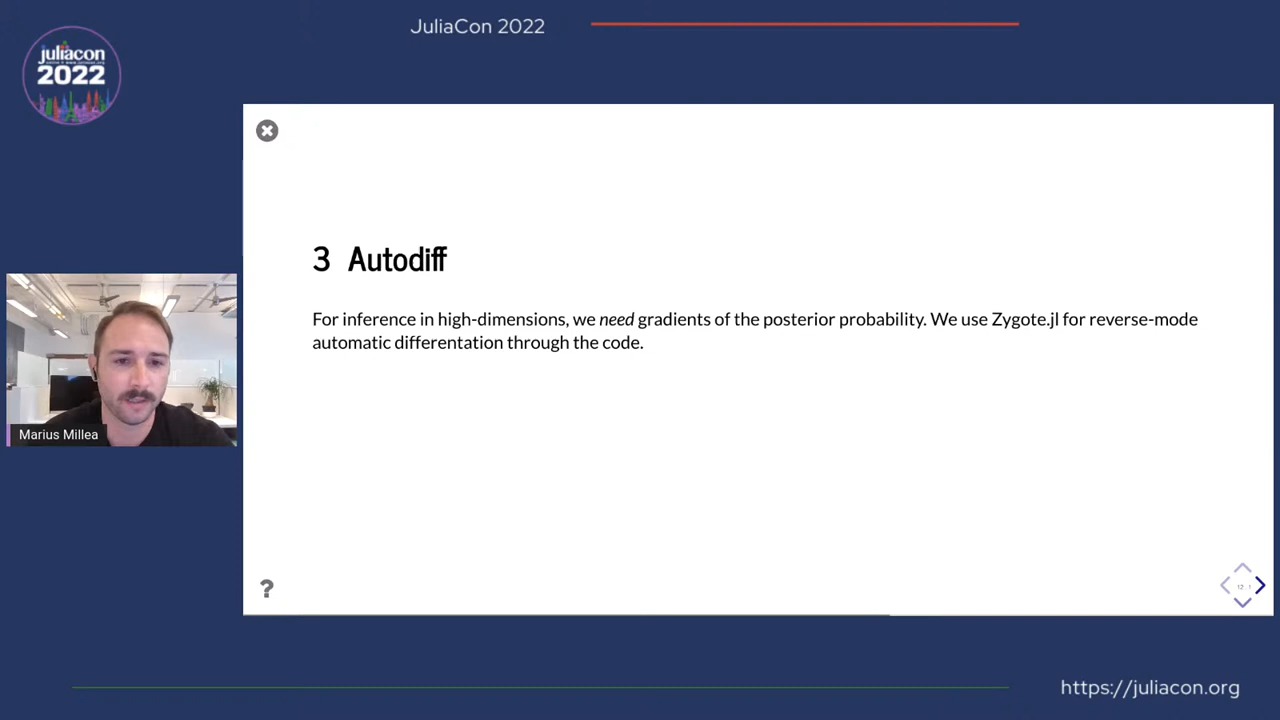 JuliaCon 2022
juliacon
2022
3 Autodiff
For inference in high-dimensions, we need gradients of the posterior probability. We use Zygote.jl for reverse-mode
automatic differentation through the code.
Marius Millea
?
https://juliacon.org